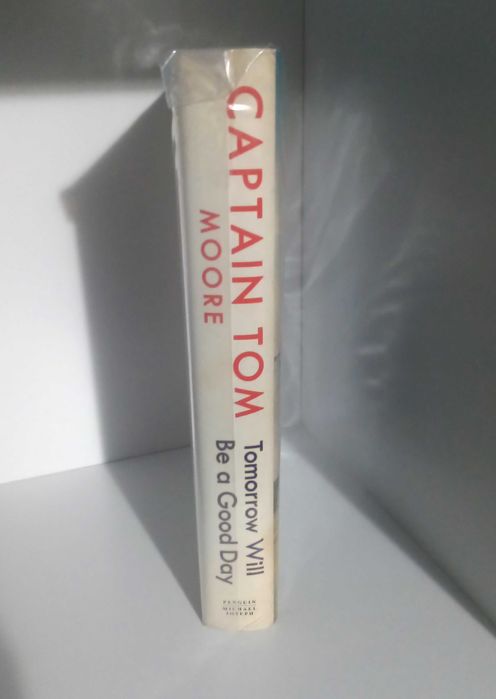 CAPTAIN TOM
MOORE
Tomorrow Will
Be a Good Day
PENGUIN
MICHAEL
JOSEPH